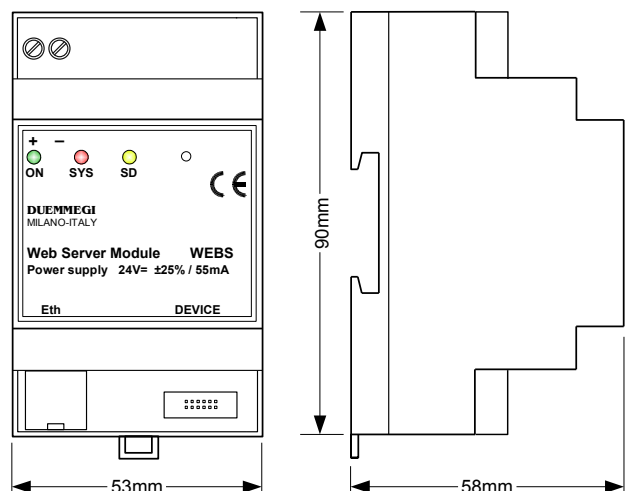 + −
ON SYS SD
CE
DUEMMEGI
MILANO-ITALY
Web Server Module WEBS
Power supply 24V= ±25% / 55mA
Eth DEVICE
90mm
53mm
58mm